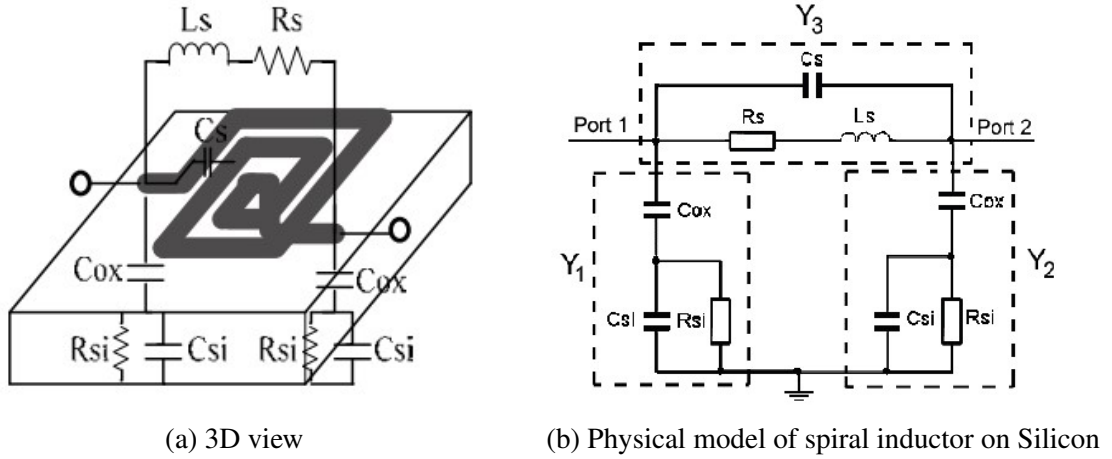 Ls Rs
Cs
Cox Cox
Rsi Csi Rsi Csi
(a) 3D view
Y3
Cs
Port 1 Rs Ls Port 2
Cox Cox
Y1 Y2
Csi Rsi Csi Rsi
(b) Physical model of spiral inductor on Silicon